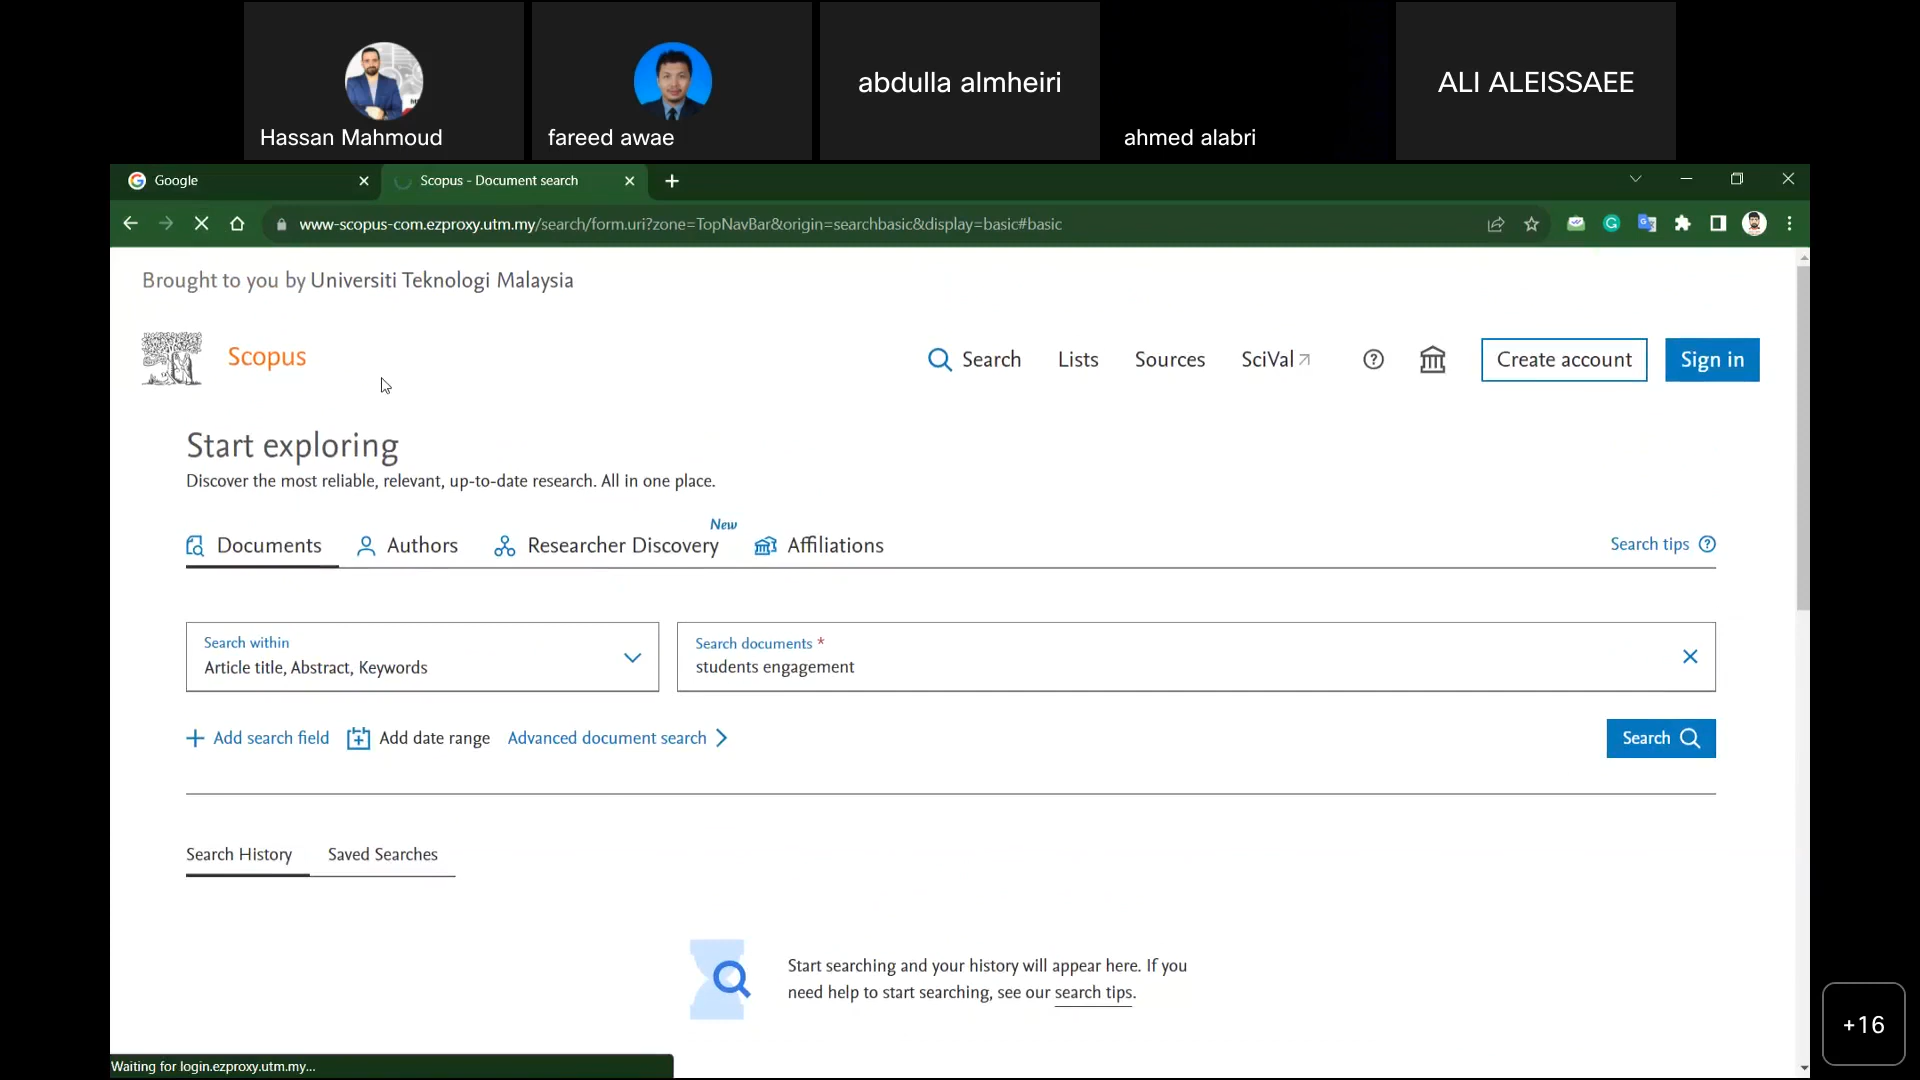 Hassan Mahmoud
fareed awae
abdulla almheiri
ahmed alabri
ALI ALEISSAEE
Google
Scopus - Document search
www-scopus-com.ezproxy.utm.my/search/form.uri?zone=TopNavBar&origin=searchbasic&display=basic#basic
Brought to you by Universiti Teknologi Malaysia
Scopus
Search
Lists
Sources
SciVal
Create account
Sign in
Start exploring
Discover the most reliable, relevant, up-to-date research. All in one place.
New
Documents
Authors
Researcher Discovery
Affiliations
Search tips
Search within
Article title, Abstract, Keywords
Search documents *
students engagement
Add search field
Add date range
Advanced document search
Search
Search History
Saved Searches
Start searching and your history will appear here. If you
need help to start searching, see our search tips.
+16
Waiting for login.ezproxy.utm.my...